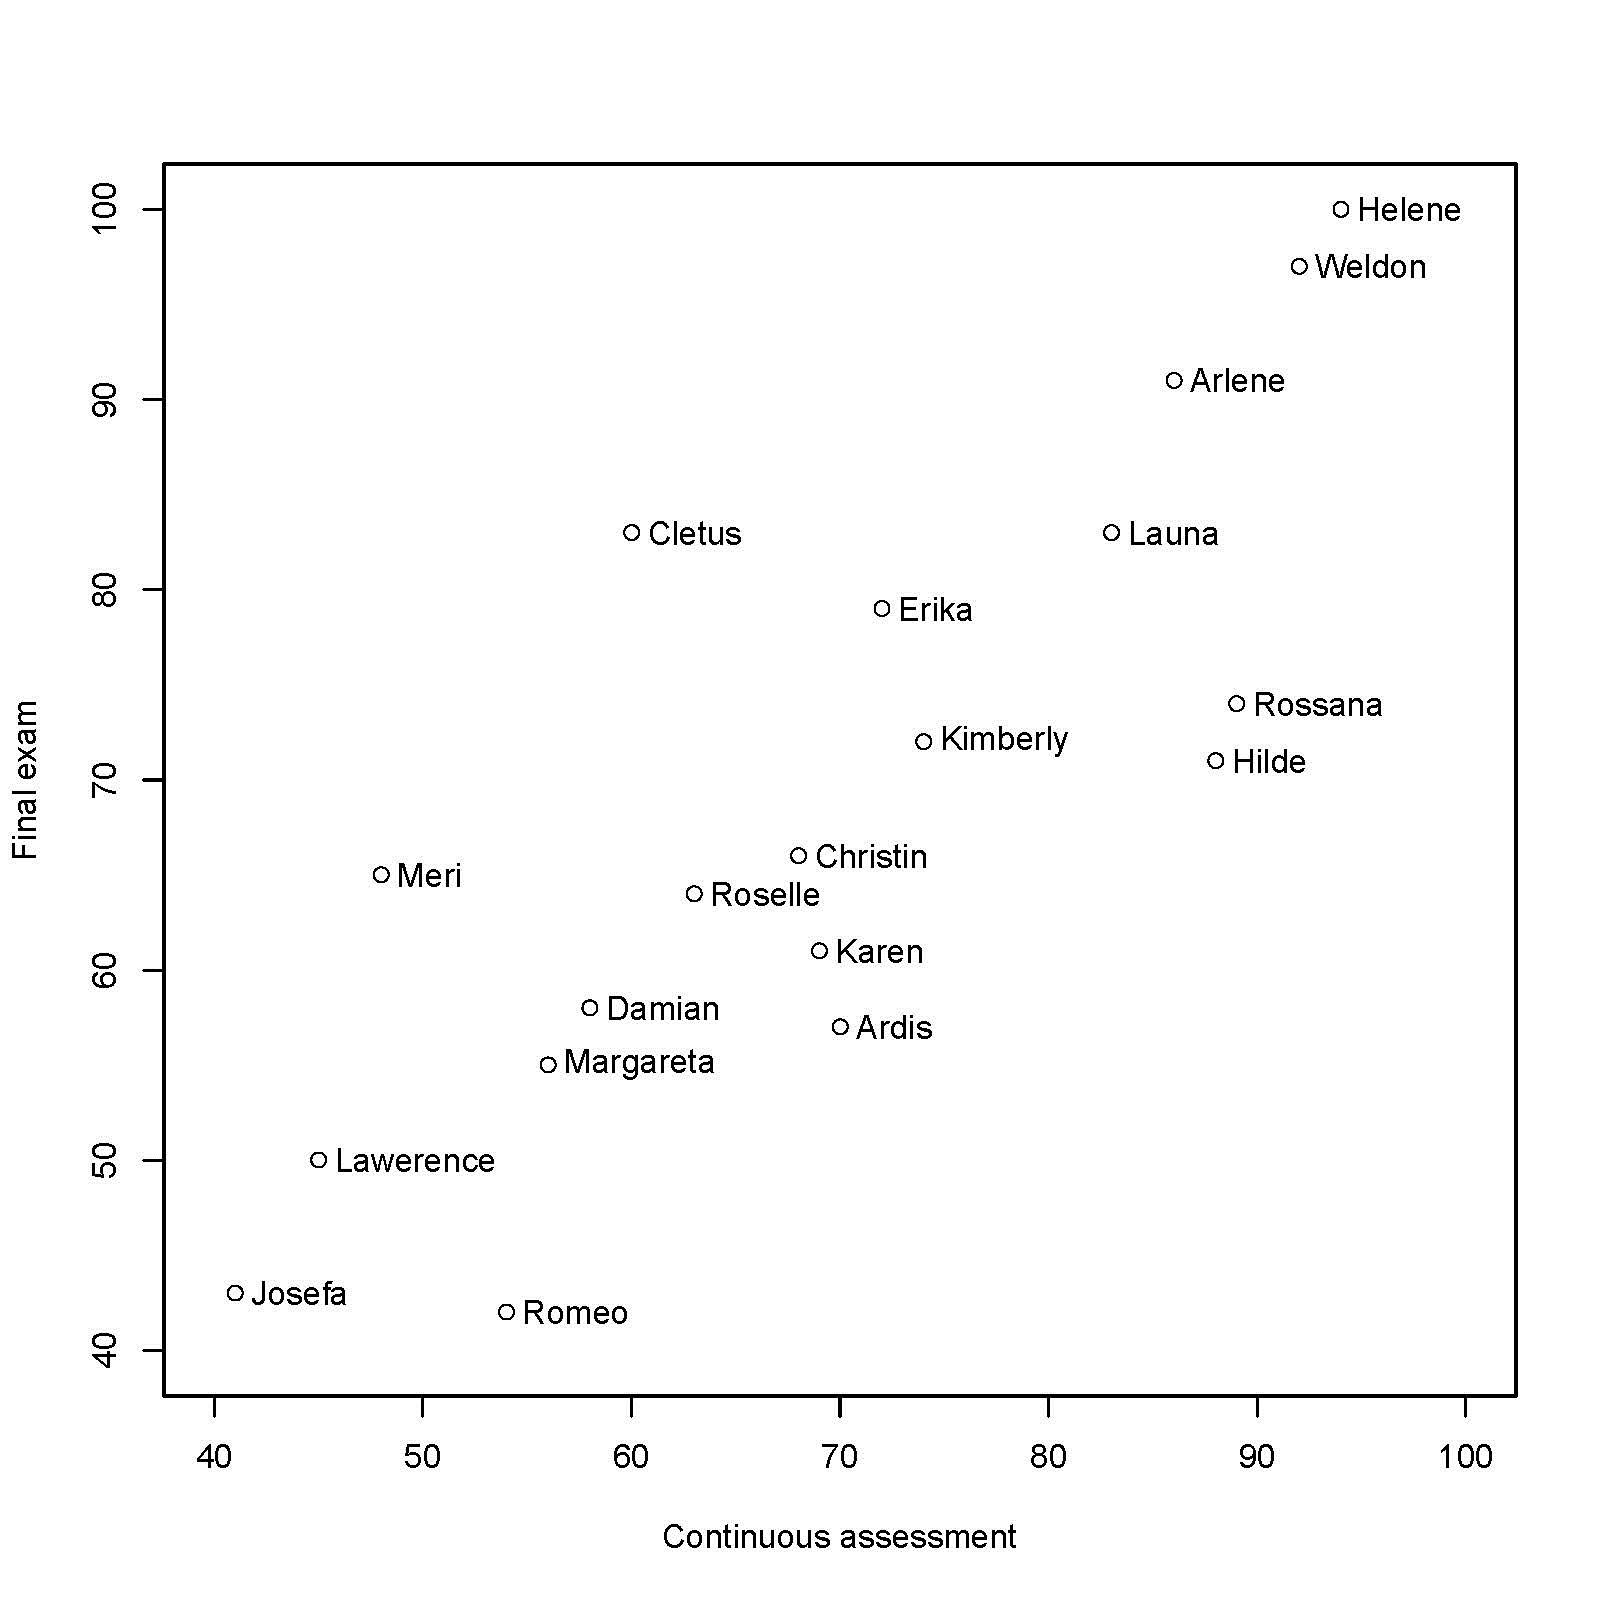 Helene
Weldon
Arlene
Cletus
Launa
Erika
Rossana
Kimberly
Hilde
Christin
Meri
Roselle
Karen
Damian
Ardis
Margareta
Lawerence
Josefa
Romeo
100
90
80
70
60
50
40
Final exam
40 50 60 70 80 90 100
Continuous assessment